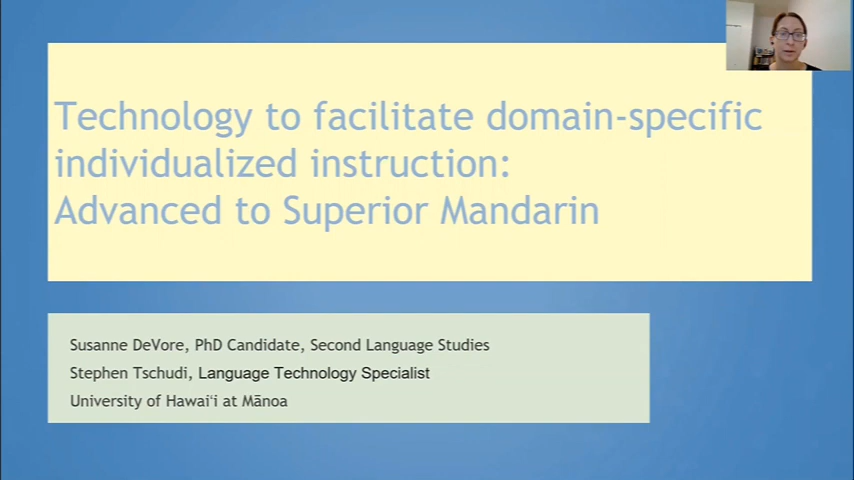 Technology to facilitate domain-specific
individualized instruction:
Advanced to Superior Mandarin
Susanne DeVore, PhD Candidate, Second Language Studies
Stephen Tschudi, Language Technology Specialist
University of Hawaiʻi at Mānoa